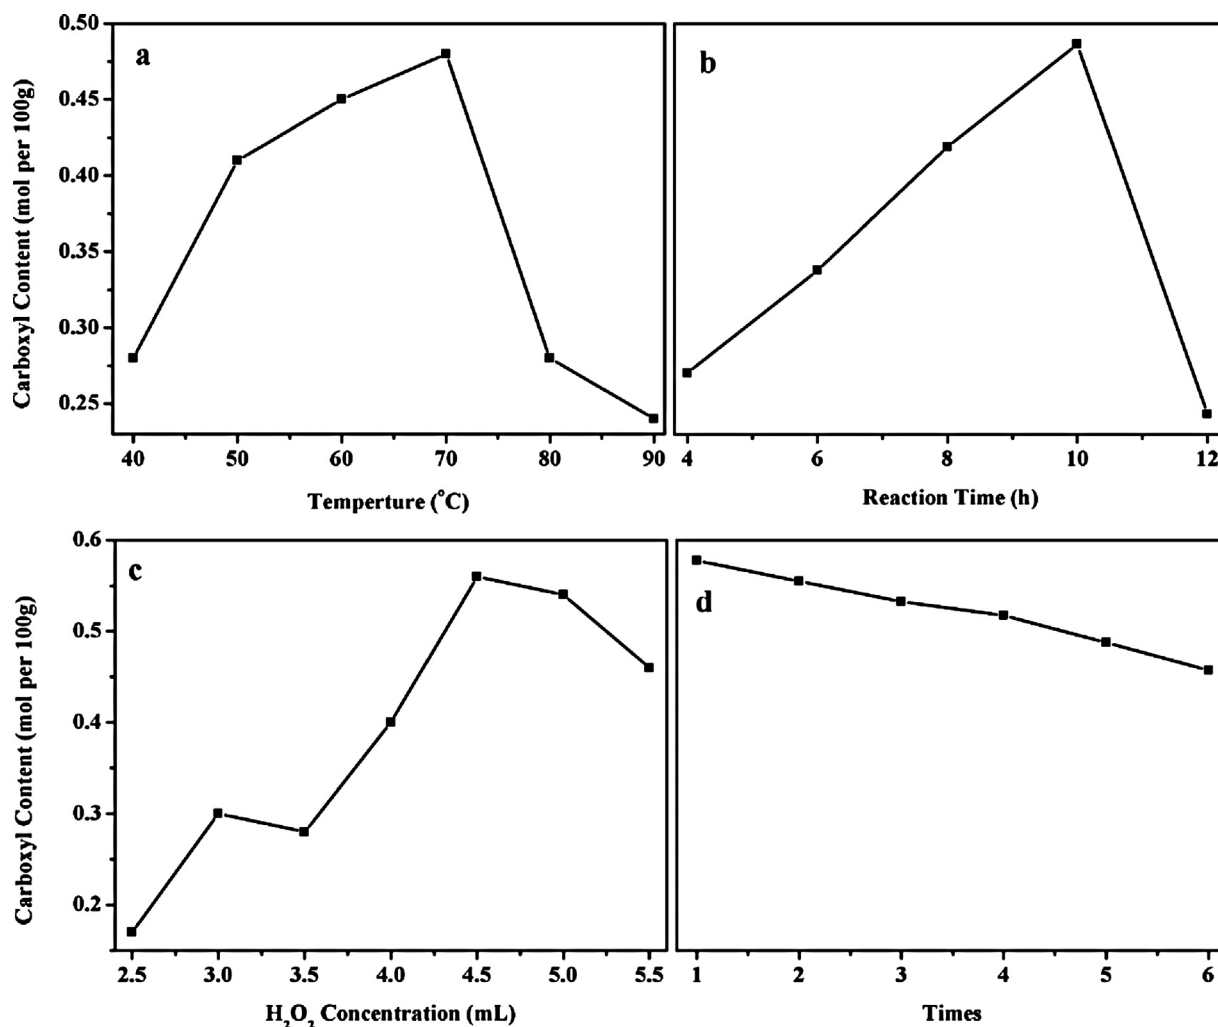 0.50
0.45
0.40
0.35
0.30
0.25
Carboxyl Content (mol per 100g)
a
40 50 60 70 80 90
Temperture (°C)
b
4 6 8 10 12
Reaction Time (h)
0.6
0.5
0.4
0.3
0.2
Carboxyl Content (mol per 100g)
c
2.5 3.0 3.5 4.0 4.5 5.0 5.5
H₂O₂ Concentration (mL)
d
1 2 3 4 5 6
Times